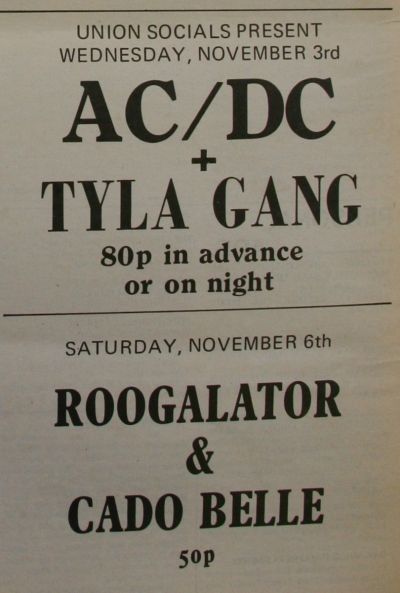 UNION SOCIALS PRESENT
WEDNESDAY, NOVEMBER 3rd
AC/DC
+
TYLA GANG
80p in advance
or on night
SATURDAY, NOVEMBER 6th
ROOGALATOR
&
CADO BELLE
50p